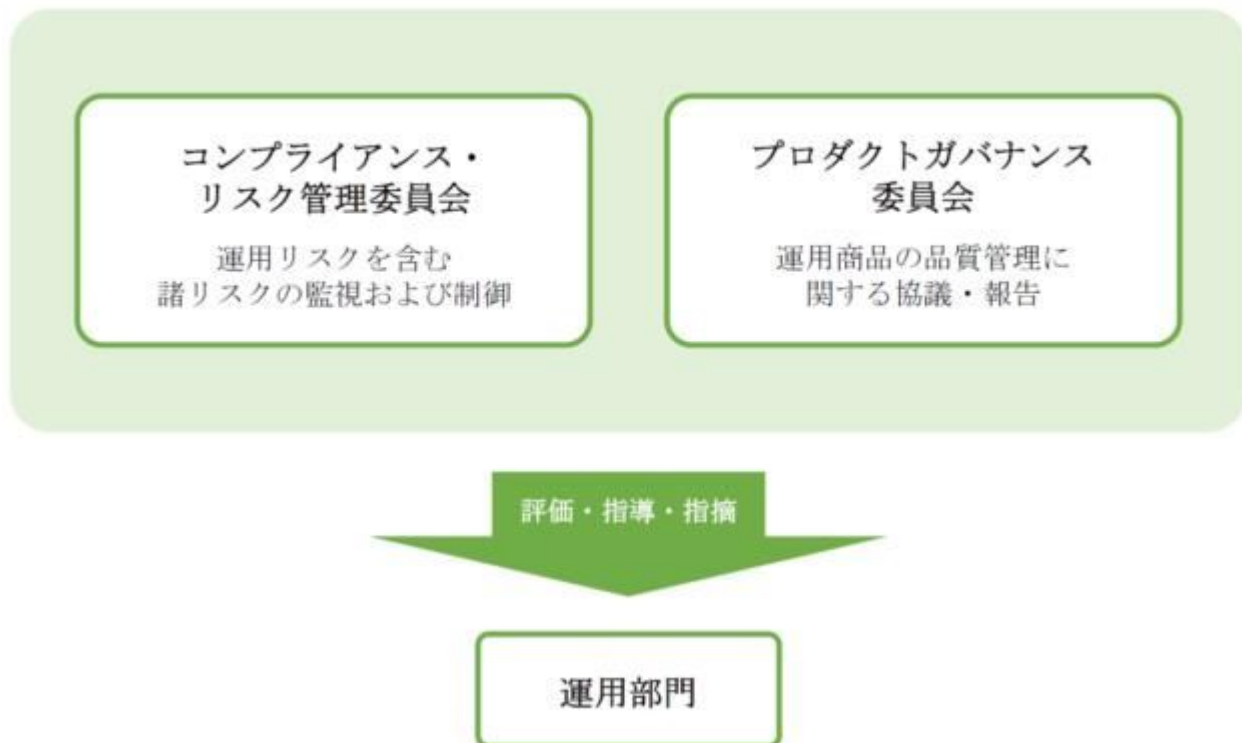 コンプライアンス・
リスク管理委員会
運用リスクを含む
諸リスクの監視および制御
プロダクトガバナンス
委員会
運用商品の品質管理に
関する協議・報告
評価・指導・指摘
運用部門